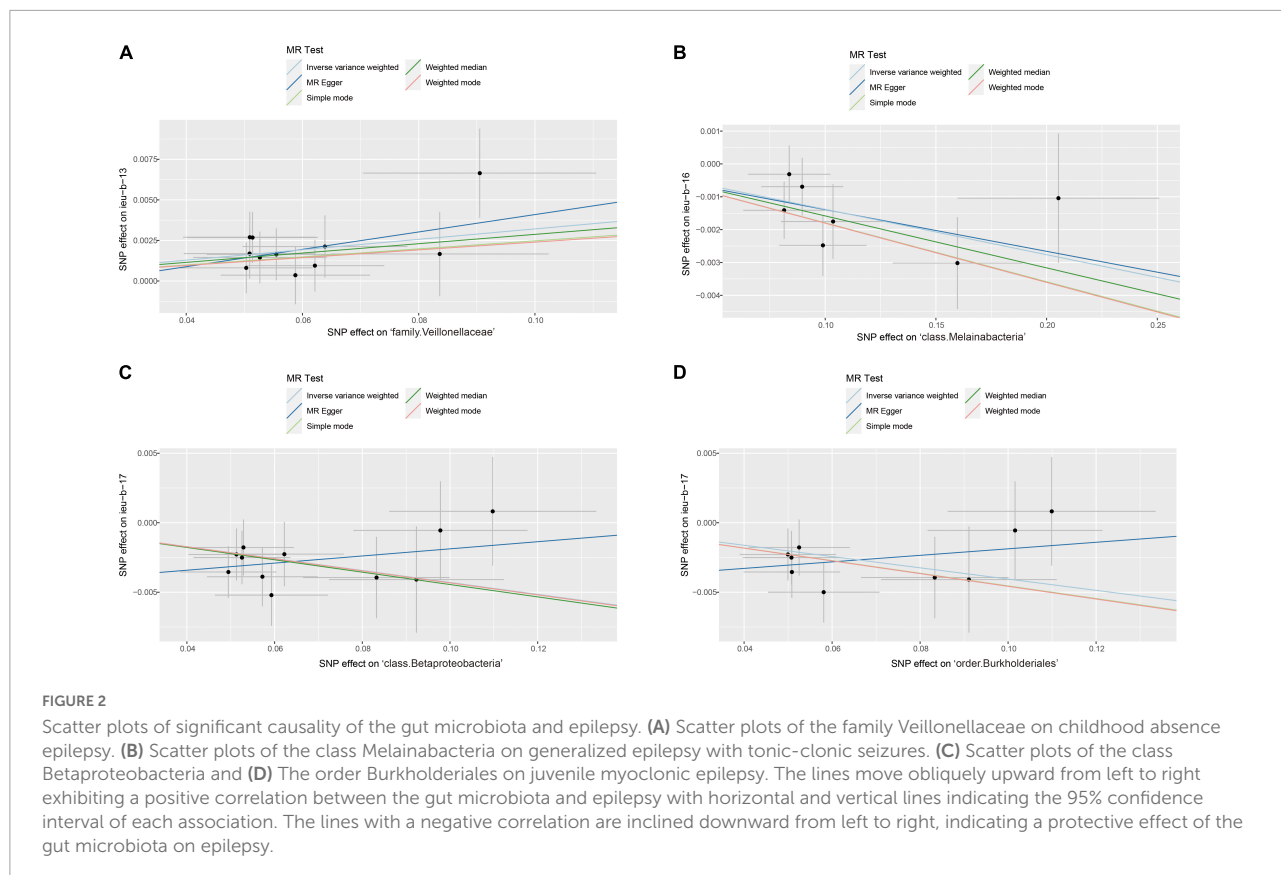 A
MR Test
Inverse variance weighted
Weighted median
MR Egger
Weighted mode
Simple mode
SNP effect on ieu−b−13
0.0075
0.0050
0.0025
0.0000
0.04
0.06
0.08
0.10
SNP effect on 'family.Veillonellaceae'
B
MR Test
Inverse variance weighted
Weighted median
MR Egger
Weighted mode
Simple mode
SNP effect on ieu−b−16
0.001
0.000
−0.001
−0.002
−0.003
−0.004
0.10
0.15
0.20
0.25
SNP effect on 'class.Melainabacteria'
C
MR Test
Inverse variance weighted
Weighted median
MR Egger
Weighted mode
Simple mode
SNP effect on ieu−b−17
0.005
0.000
−0.005
0.04
0.06
0.08
0.10
0.12
SNP effect on 'class.Betaproteobacteria'
D
MR Test
Inverse variance weighted
Weighted median
MR Egger
Weighted mode
Simple mode
SNP effect on ieu−b−17
0.005
0.000
−0.005
0.04
0.06
0.08
0.10
0.12
SNP effect on 'order.Burkholderiales'
FIGURE 2
Scatter plots of significant causality of the gut microbiota and epilepsy. (A) Scatter plots of the family Veillonellaceae on childhood absence
epilepsy. (B) Scatter plots of the class Melainabacteria on generalized epilepsy with tonic-clonic seizures. (C) Scatter plots of the class
Betaproteobacteria and (D) The order Burkholderiales on juvenile myoclonic epilepsy. The lines move obliquely upward from left to right
exhibiting a positive correlation between the gut microbiota and epilepsy with horizontal and vertical lines indicating the 95% confidence
interval of each association. The lines with a negative correlation are inclined downward from left to right, indicating a protective effect of the
gut microbiota on epilepsy.